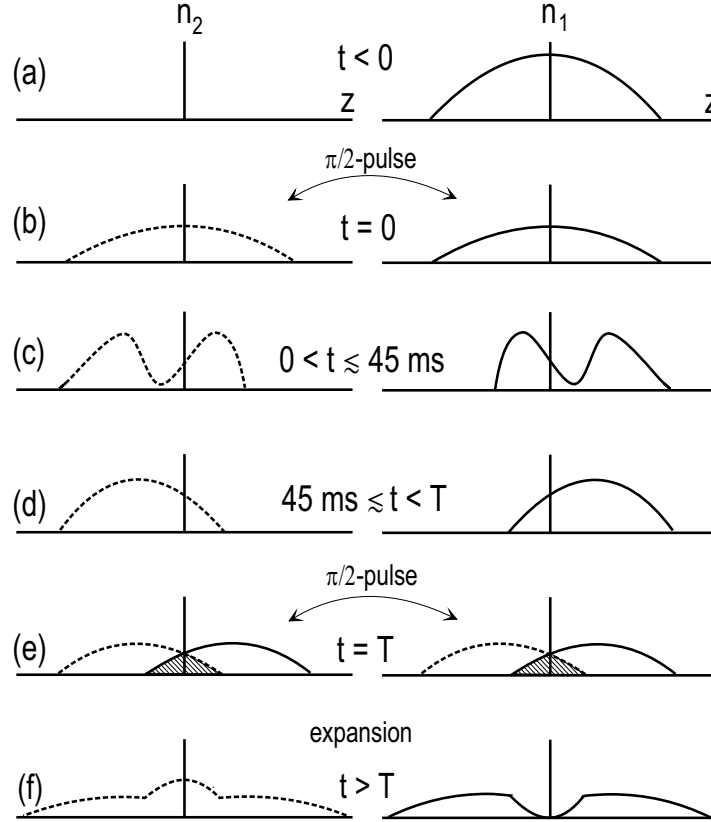 n₂ n₁
(a) t < 0
z z
π/2-pulse
(b) t = 0
(c) 0 < t ≲ 45 ms
(d) 45 ms ≲ t < T
π/2-pulse
(e) t = T
expansion
(f) t > T